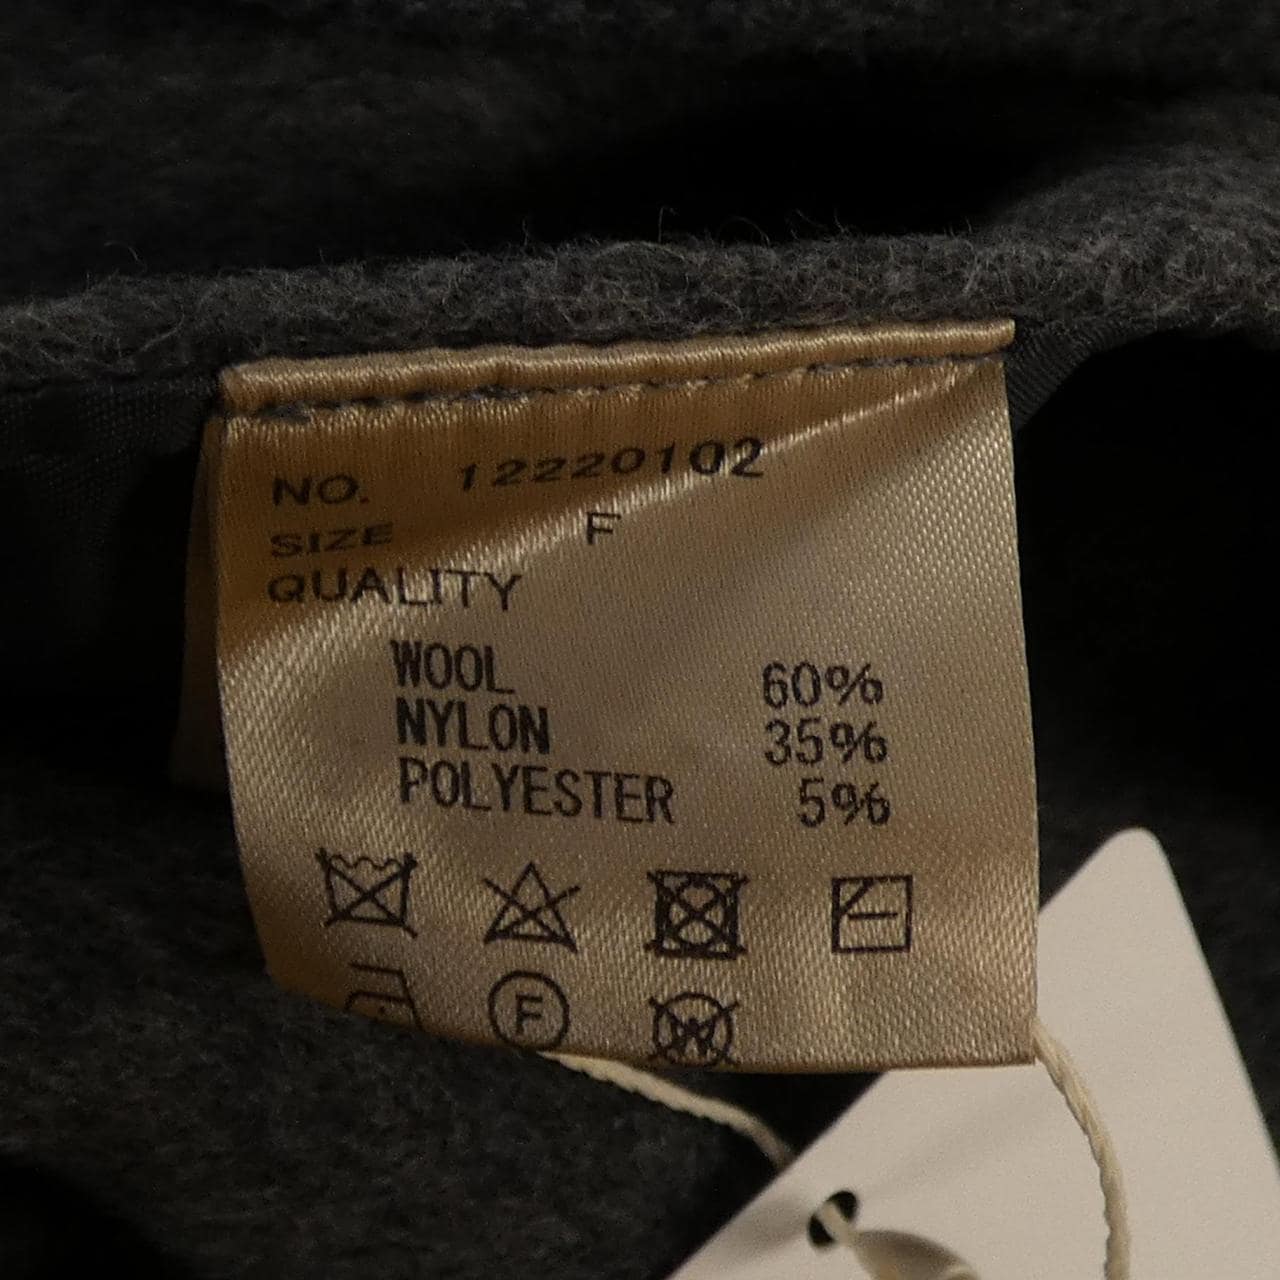 NO. 12220102
SIZE F
QUALITY
WOOL 60%
NYLON 35%
POLYESTER 5%
F
W